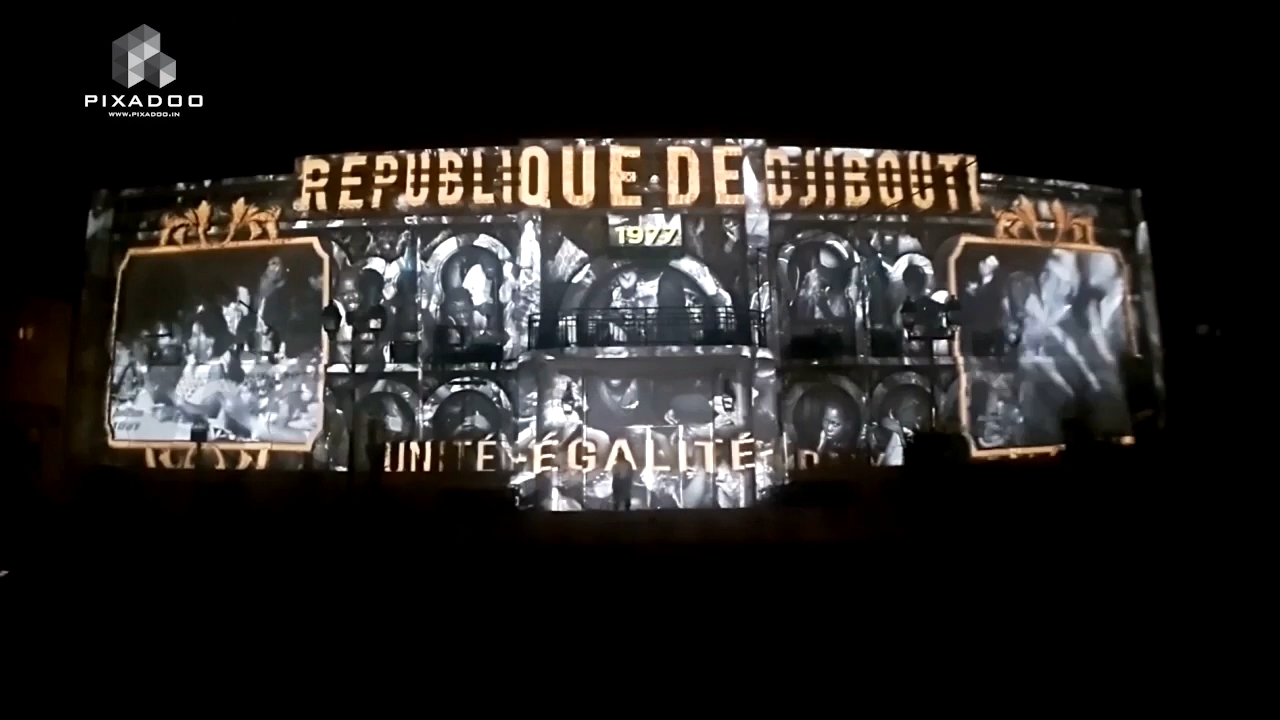 PIXADOO
WWW.PIXADOO.IN
REPUBLIQUE DE DJIBOUTI
1977
UNITÉ - ÉGALITÉ -